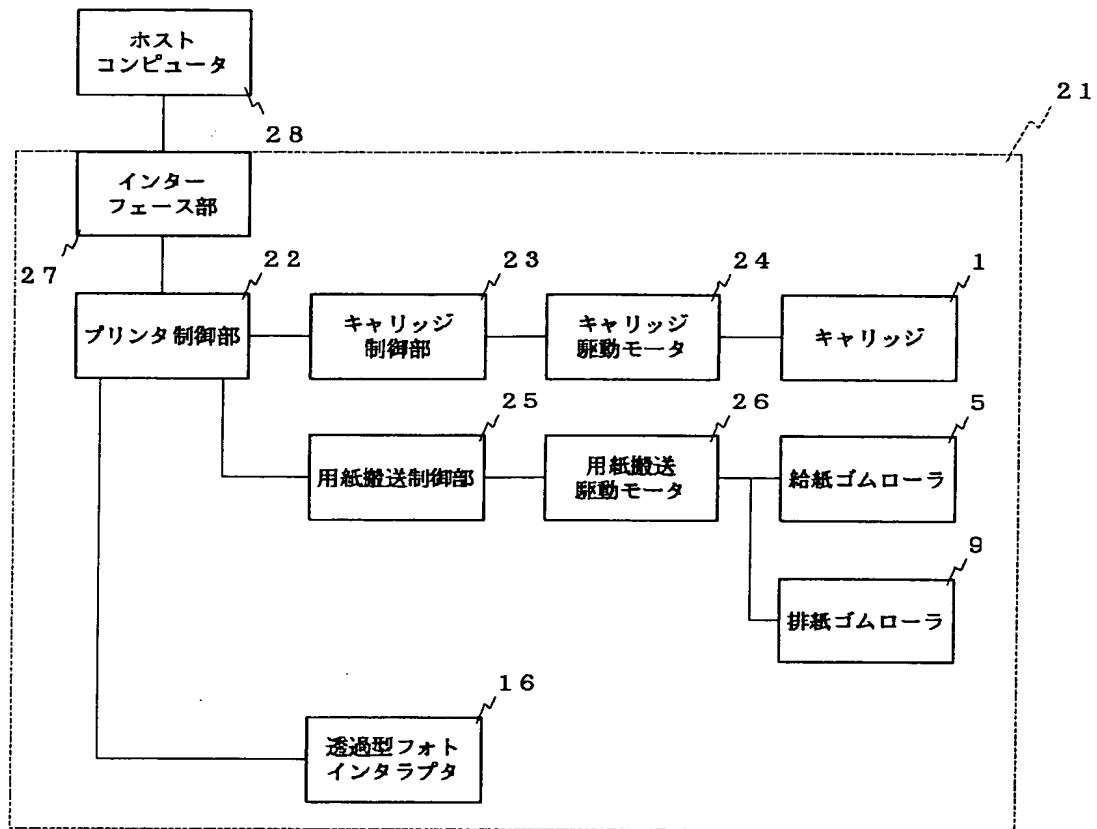 ホスト
コンピュータ
28
21
インター
フェース部
27
22
プリンタ制御部
23
キャリッジ
制御部
24
キャリッジ
駆動モータ
1
キャリッジ
25
用紙搬送制御部
26
用紙搬送
駆動モータ
5
給紙ゴムローラ
9
排紙ゴムローラ
16
透過型フォト
インタラプタ